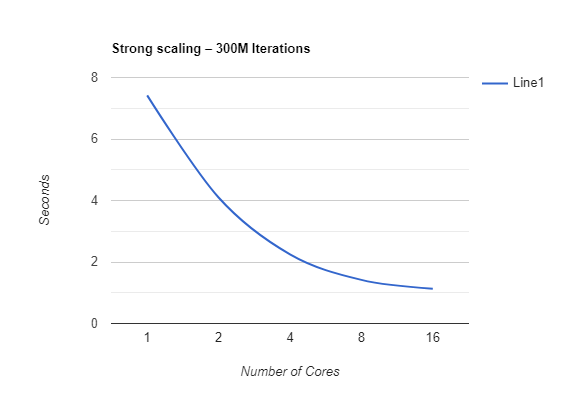 Strong scaling – 300M Iterations
Line1
8
6
4
2
0
Seconds
1 2 4 8 16
Number of Cores